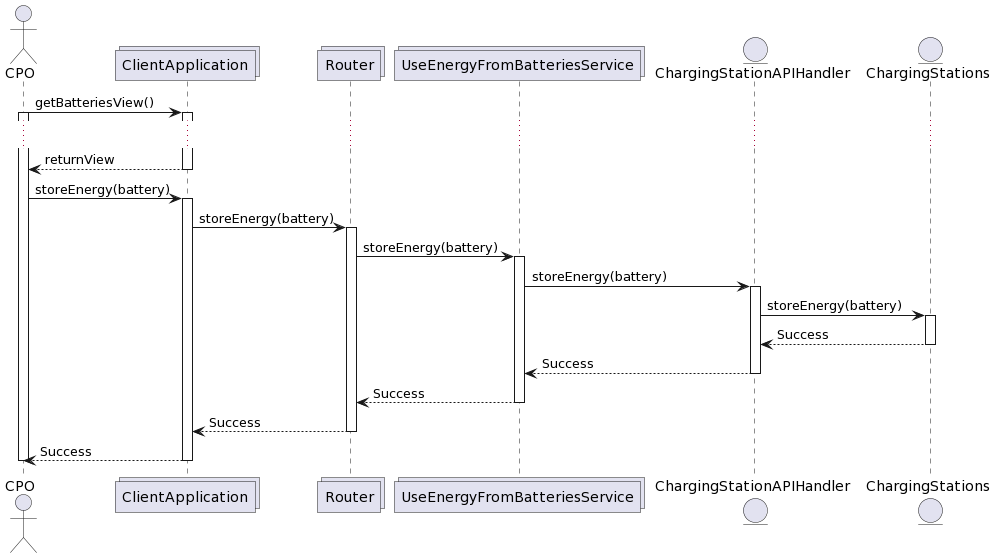 CPO
ClientApplication
Router
UseEnergyFromBatteriesService
ChargingStationAPIHandler
ChargingStations
getBatteriesView()
returnView
storeEnergy(battery)
storeEnergy(battery)
storeEnergy(battery)
storeEnergy(battery)
storeEnergy(battery)
Success
Success
Success
Success
Success
CPO
ClientApplication
Router
UseEnergyFromBatteriesService
ChargingStationAPIHandler
ChargingStations